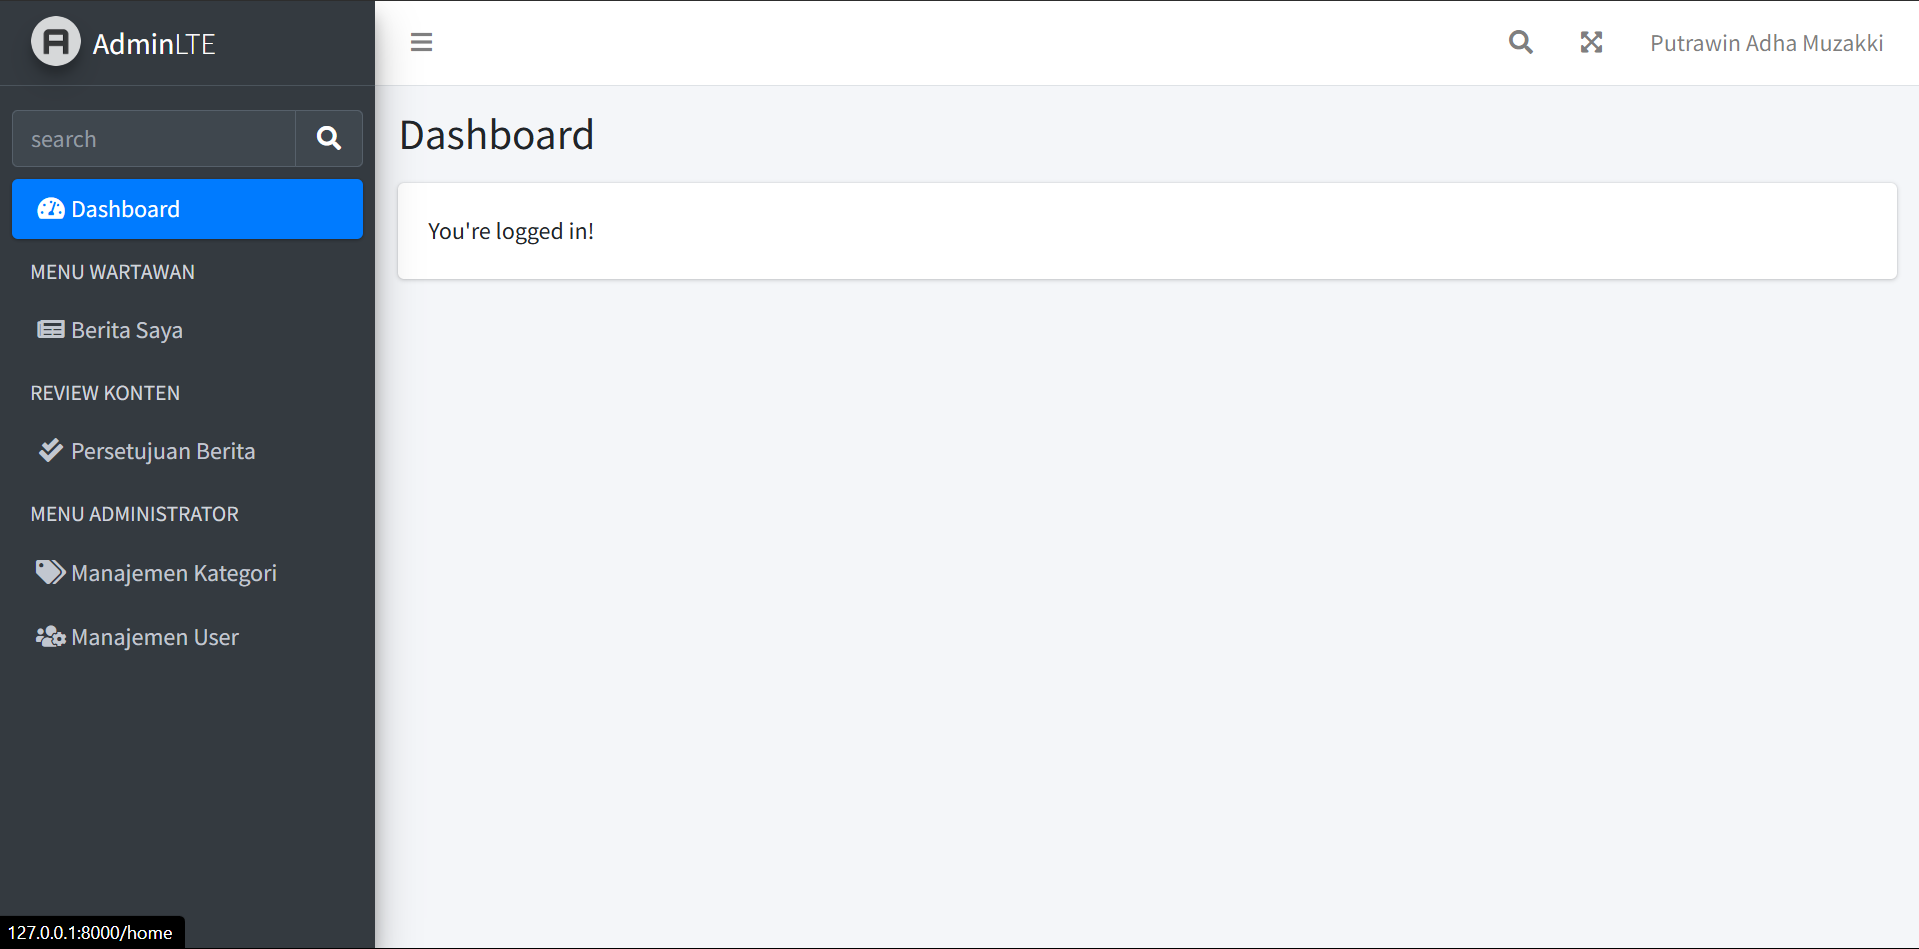 AdminLTE
search
Dashboard
MENU WARTAWAN
Berita Saya
REVIEW KONTEN
Persetujuan Berita
MENU ADMINISTRATOR
Manajemen Kategori
Manajemen User
127.0.0.1:8000/home
Putrawin Adha Muzakki
Dashboard
You're logged in!